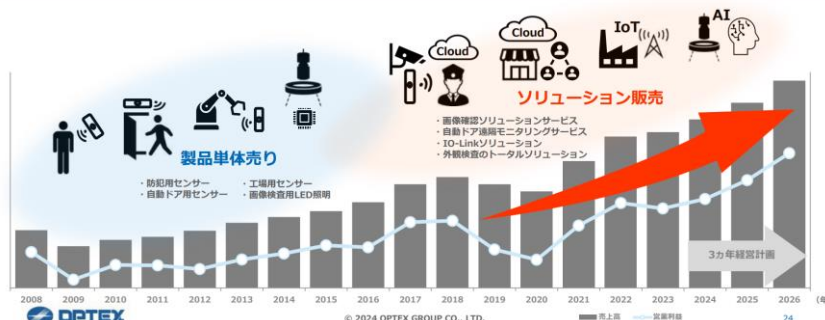 Cloud
Cloud
IoT
AI
ソリューション販売
・画像確認ソリューションサービス
・自動ドア遠隔モニタリングサービス
・IO-Linkソリューション
・外観検査のトータルソリューション
製品単体売り
・防犯用センサー ・工場用センサー
・自動ドア用センサー ・画像検査用LED照明
3ヵ年経営計画
2008 2009 2010 2011 2012 2013 2014 2015 2016 2017 2018 2019 2020 2021 2022 2023 2024 2025 2026
OPTEX
© 2024 OPTEX GROUP CO., LTD.
売上高 営業利益
24